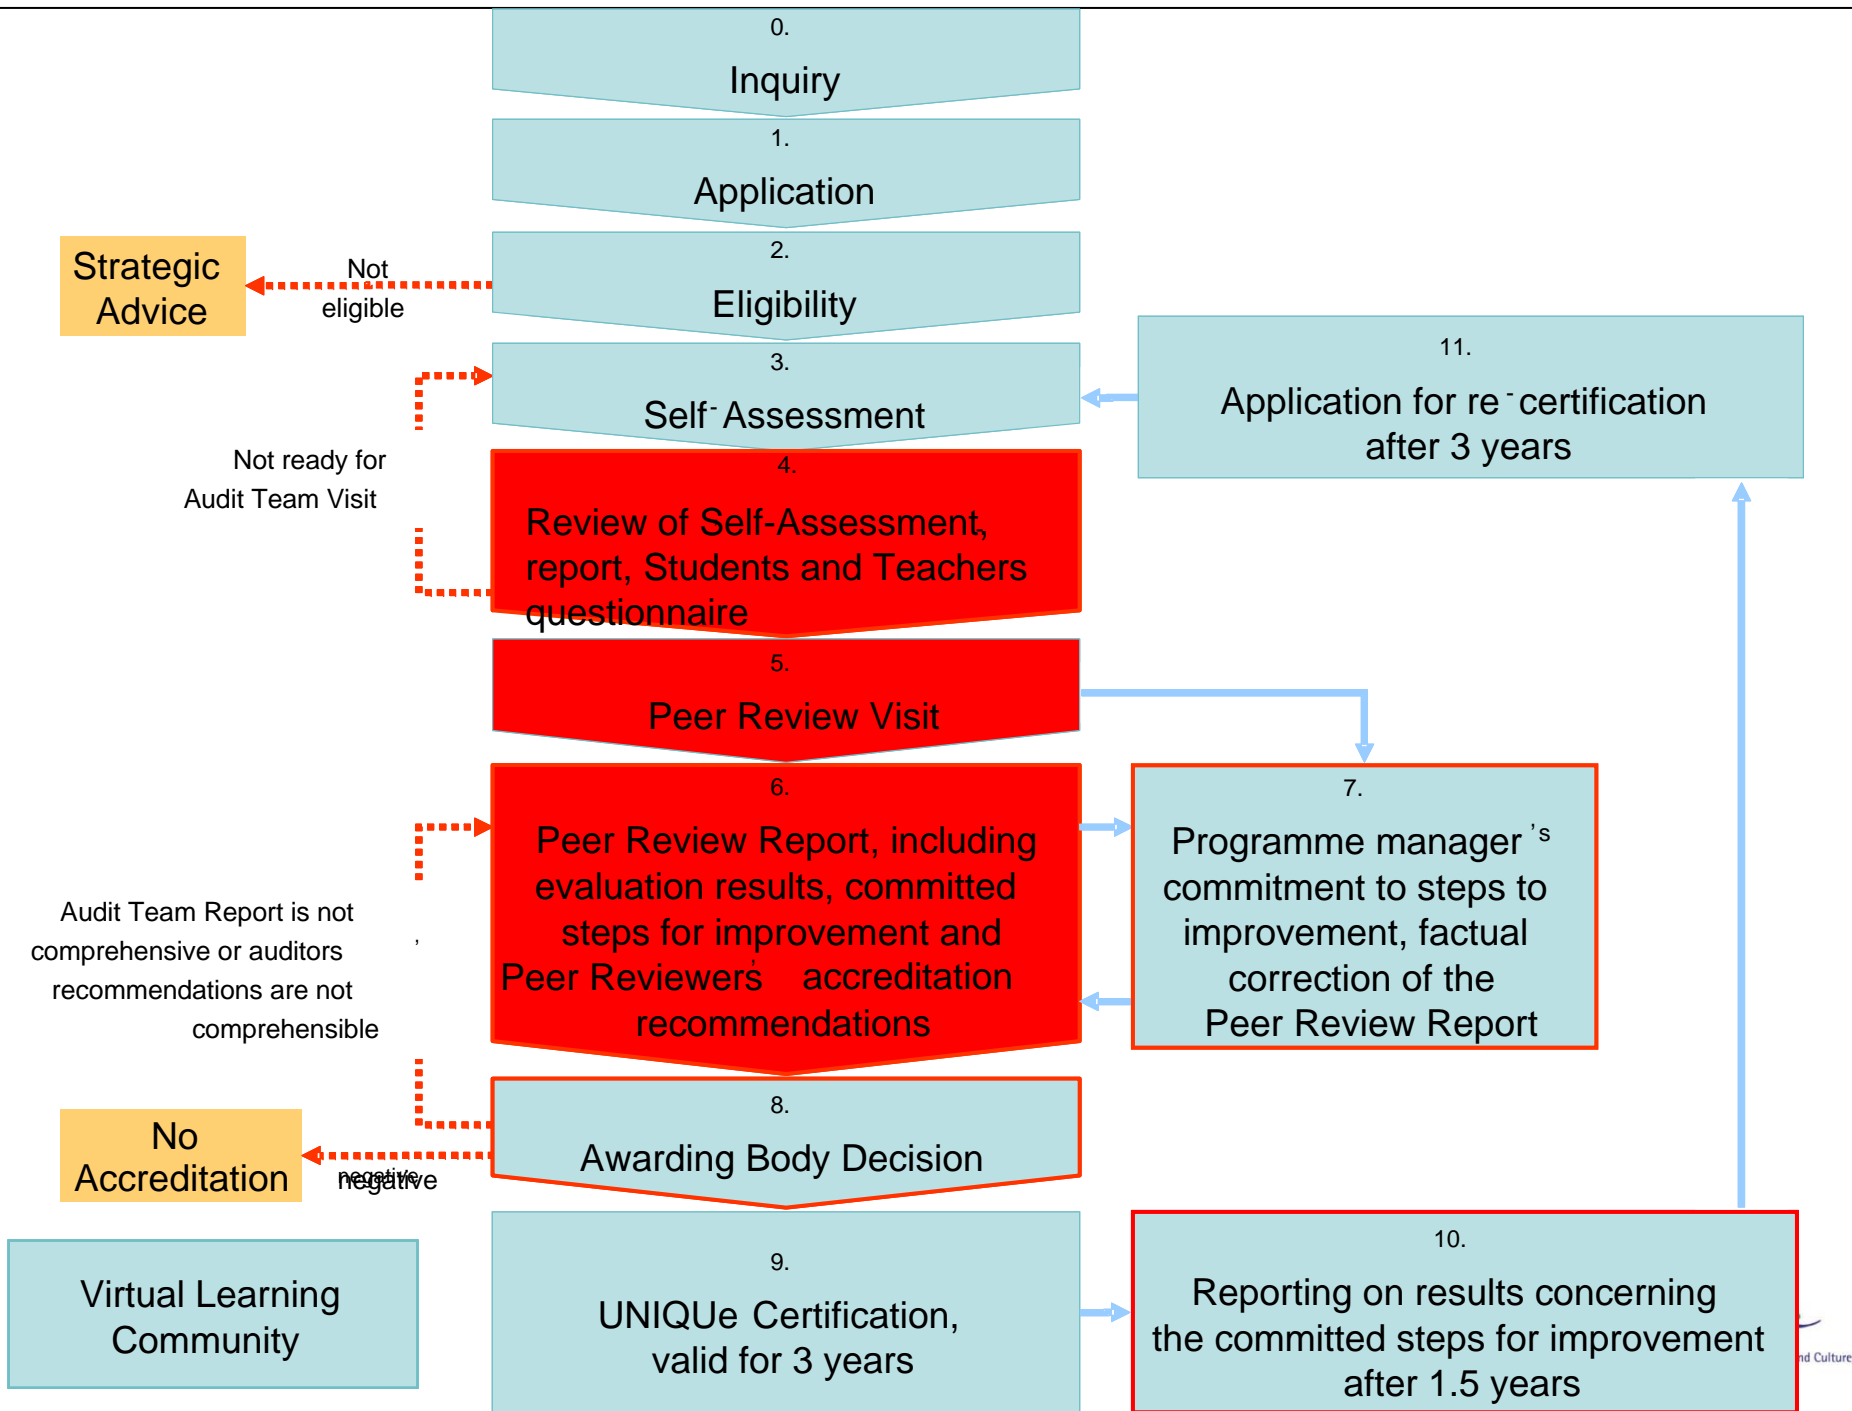 0.
Inquiry
1.
Application
2.
Eligibility
Strategic
Advice
Not
eligible
3.
Self-Assessment
11.
Application for re-certification
after 3 years
Not ready for
Audit Team Visit
4.
Review of Self-Assessment,
report, Students and Teachers
questionnaire
5.
Peer Review Visit
6.
Peer Review Report, including
evaluation results, committed
steps for improvement and
Peer Reviewers' accreditation
recommendations
7.
Programme manager's
commitment to steps to
improvement, factual
correction of the
Peer Review Report
Audit Team Report is not
comprehensive or auditors'
recommendations are not
comprehensible
8.
Awarding Body Decision
No
Accreditation
negative
negative
9.
UNIQUe Certification,
valid for 3 years
10.
Reporting on results concerning
the committed steps for improvement
after 1.5 years
Virtual Learning
Community
nd Culture